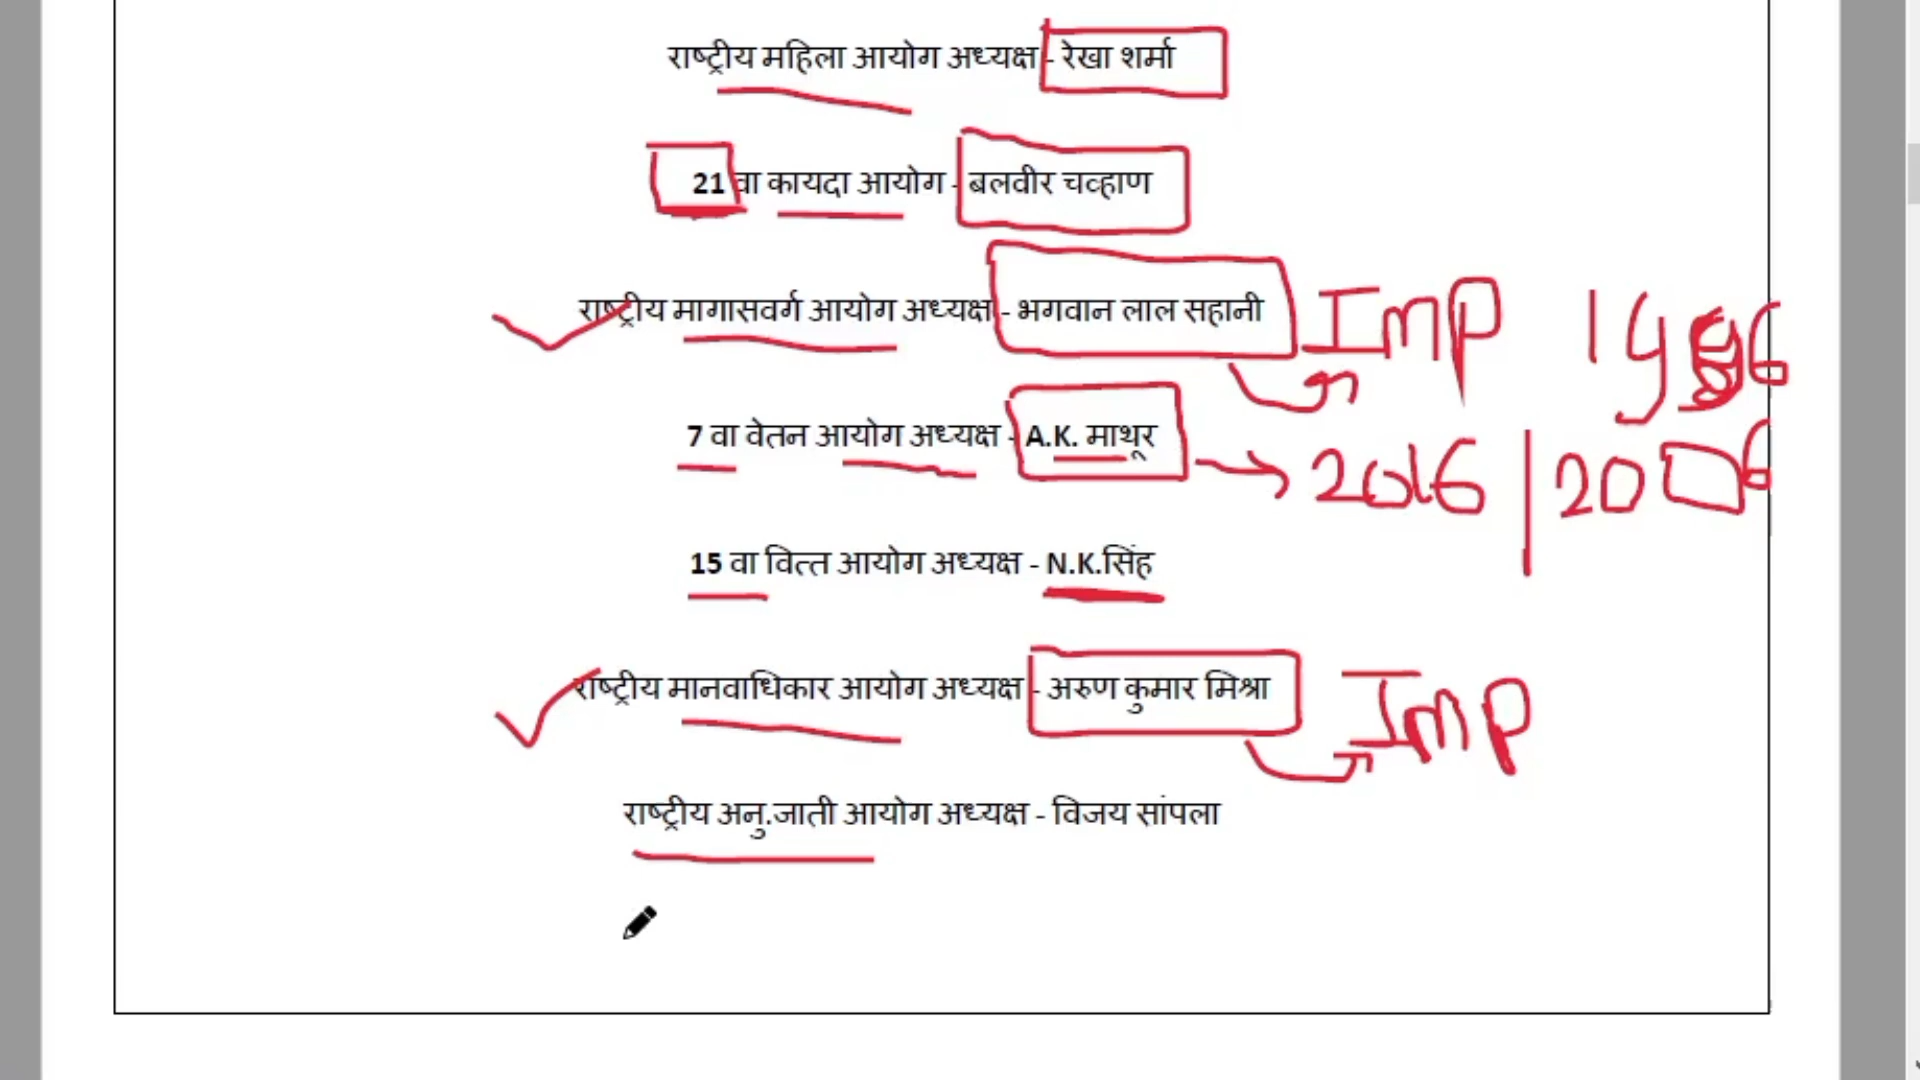 राष्ट्रीय महिला आयोग अध्यक्ष - रेखा शर्मा
21 वा कायदा आयोग - बलवीर चव्हाण
राष्ट्रीय मागासवर्ग आयोग अध्यक्ष - भगवान लाल सहानी Imp
7 वा वेतन आयोग अध्यक्ष - A.K. माथूर 2016
15 वा वित्त आयोग अध्यक्ष - N.K.सिंह
राष्ट्रीय मानवाधिकार आयोग अध्यक्ष - अरुण कुमार मिश्रा Imp
राष्ट्रीय अनु.जाती आयोग अध्यक्ष - विजय सांपला